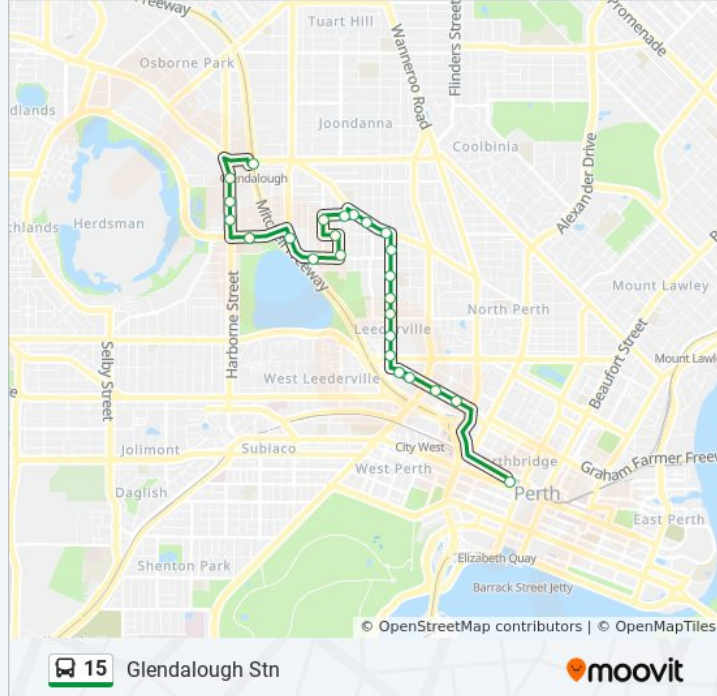 Freeway
Tuart Hill
Promenade
Flinders Street
Wanneroo Road
Osborne Park
dlands
Joondanna
Coolbinia
Alexander Drive
Glendalough
chlands
Herdsman
Mitchell Freeway
Mount Lawley
Harborne Street
North Perth
Leederville
Beaufort Street
Selby Street
Mount Lawl
West Leederville
City West
Northbridge
Jolimont
Subiaco
West Perth
Graham Farmer Freew
Daglish
Perth
East Perth
Shenton Park
Elizabeth Quay
Barrack Street Jetty
© OpenStreetMap contributors | © OpenMapTiles
15 Glendalough Stn
moovit